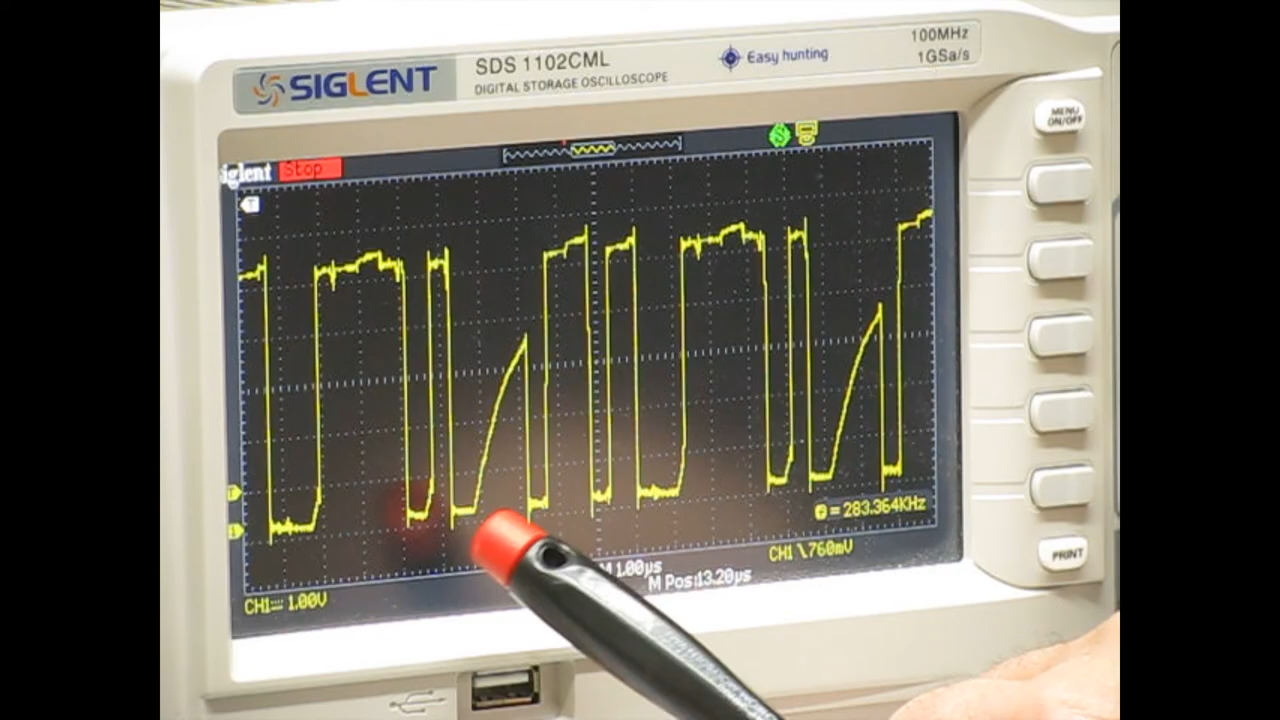 SIGLENT
SDS 1102CML
DIGITAL STORAGE OSCILLOSCOPE
Easy hunting
100MHz
1GSa/s
MENU
ON/OFF
iglent Stop
T
= 283.364KHz
M 1.00µs
CH1 \ 760mV
M Pos:13.20µs
CH1 1.00V
PRINT